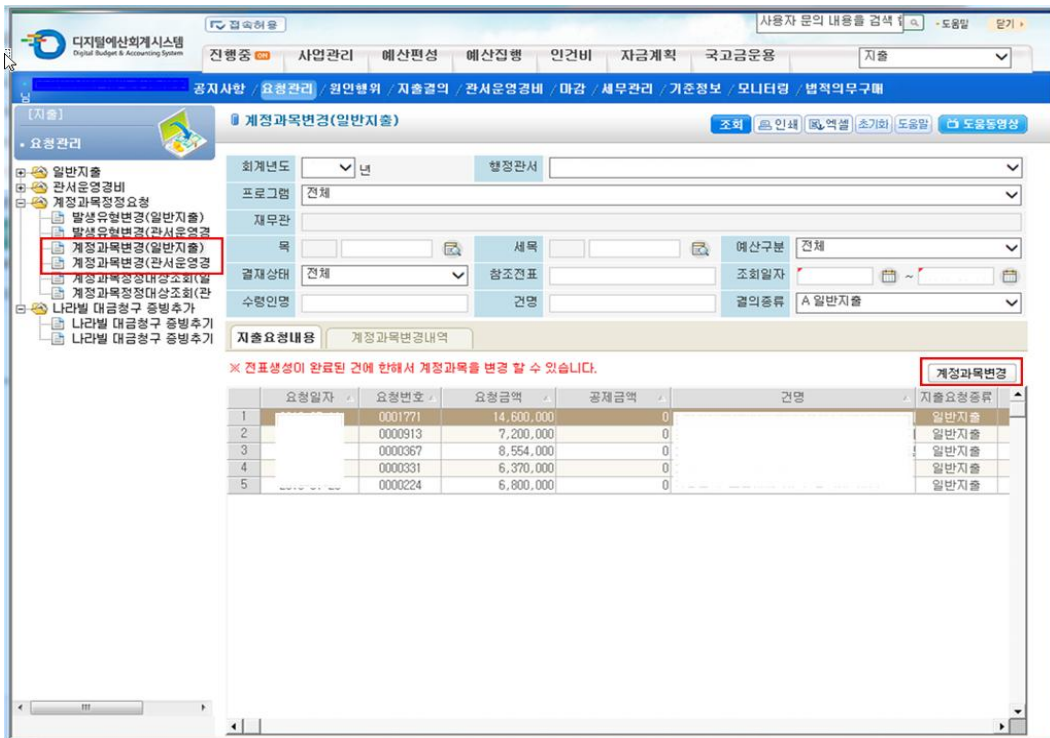 접속허용
사용자 문의 내용을 검색
도움말
닫기
디지털예산회계시스템
Digital Budget & Accounting System
진행중 사업관리 예산편성 예산집행 인건비 자금계획 국고금운용 지출
님
공지사항 / 요청관리 / 원인행위 / 지출결의 / 관서운영경비 / 마감 / 세무관리 / 기준정보 / 모니터링 / 법적의무구매
[지출]
요청관리
일반지출
관서운영경비
계정과목정정요청
발생유형변경(일반지출)
발생유형변경(관서운영경
계정과목변경(일반지출)
계정과목변경(관서운영경
계정과목정정대상조회(일
계정과목정정대상조회(관
나라빌 대금청구 증빙추가
나라빌 대금청구 증빙추기
나라빌 대금청구 증빙추기
계정과목변경(일반지출)
조회 인쇄 엑셀 초기화 도움말 도움동영상
회계년도 년 행정관서
프로그램 전체
재무관
목 세목 예산구분 전체
결재상태 전체 참조전표 조회일자 ~
수령인명 건명 결의종류 A 일반지출
지출요청내용 계정과목변경내역
※ 전표생성이 완료된 건에 한해서 계정과목을 변경 할 수 있습니다.
계정과목변경
요청일자 요청번호 요청금액 공제금액 건명 지출요청종류
1 0001771 14,600,000 0 일반지출
2 0000913 7,200,000 0 일반지출
3 0000367 8,554,000 0 일반지출
4 0000331 6,370,000 0 일반지출
5 0000224 6,800,000 0 일반지출